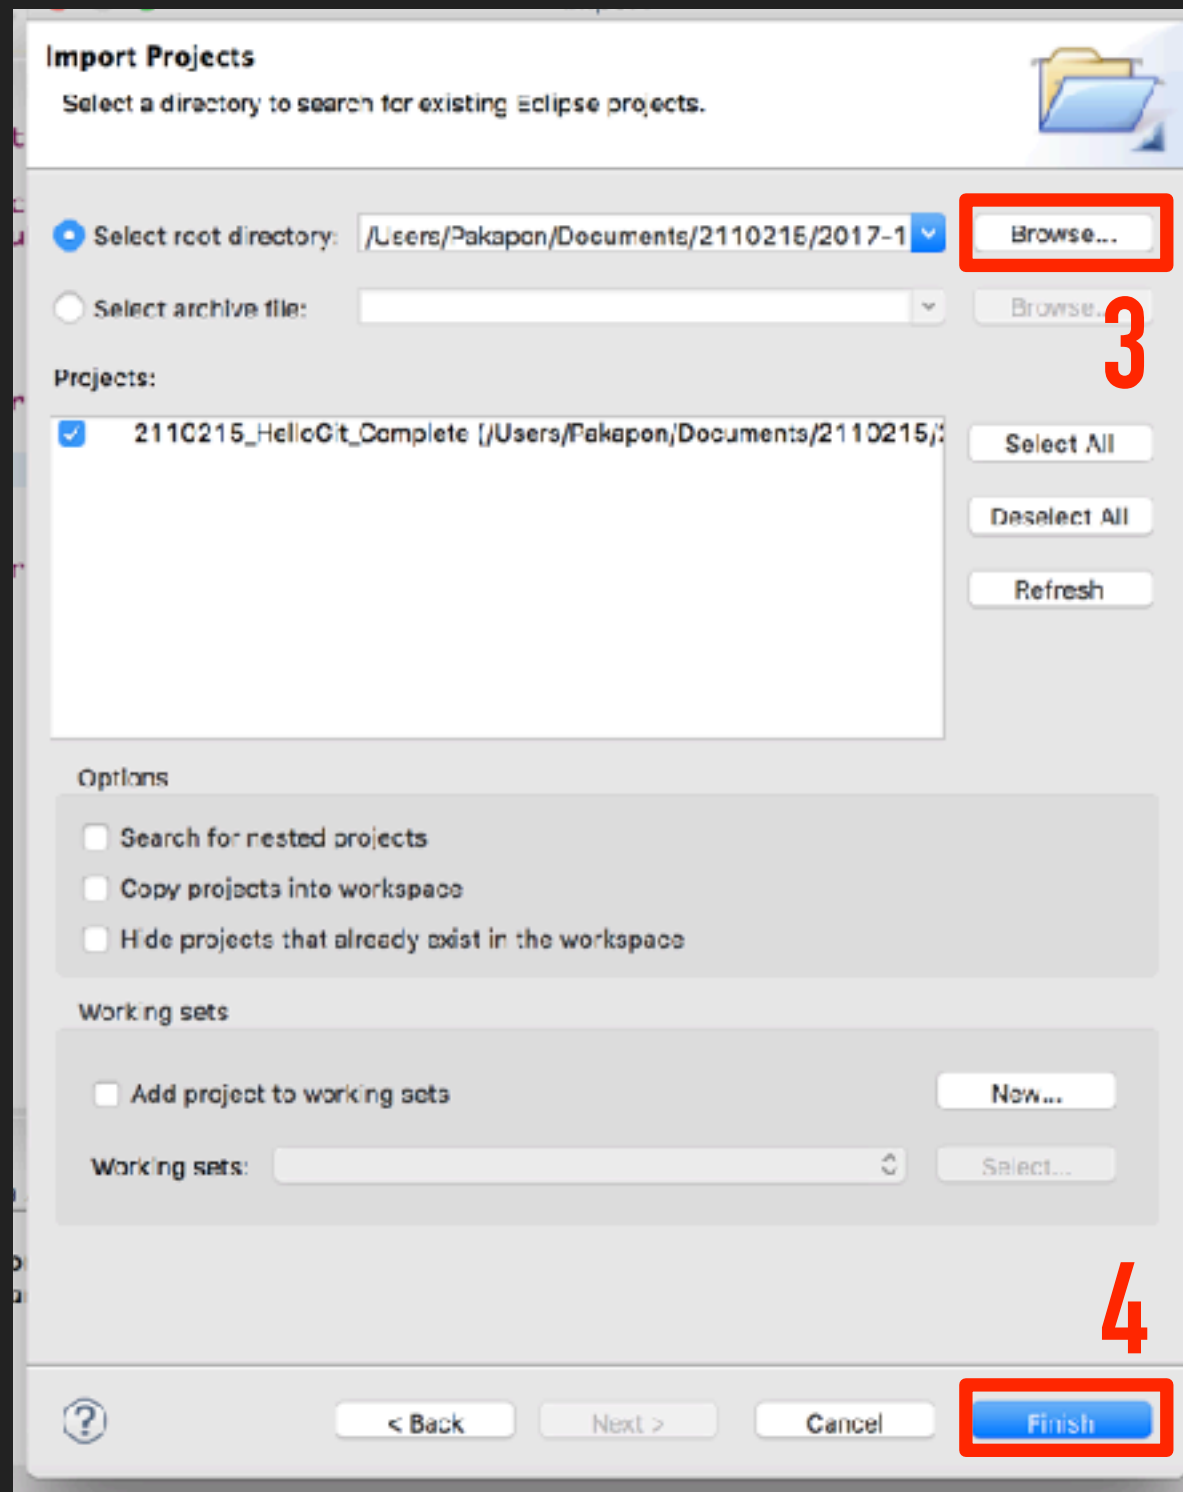 Import Projects
Select a directory to search for existing Eclipse projects.
Select root directory: /Users/Pakapon/Documents/2110215/2017-1 Browse...
Select archive file: Browse...
3
Projects:
2110215_HelloGit_Complete (/Users/Pakapon/Documents/2110215/2
Select All
Deselect All
Refresh
Options
Search for nested projects
Copy projects into workspace
Hide projects that already exist in the workspace
Working sets
Add project to working sets New...
Working sets: Select...
4
? < Back Next > Cancel Finish